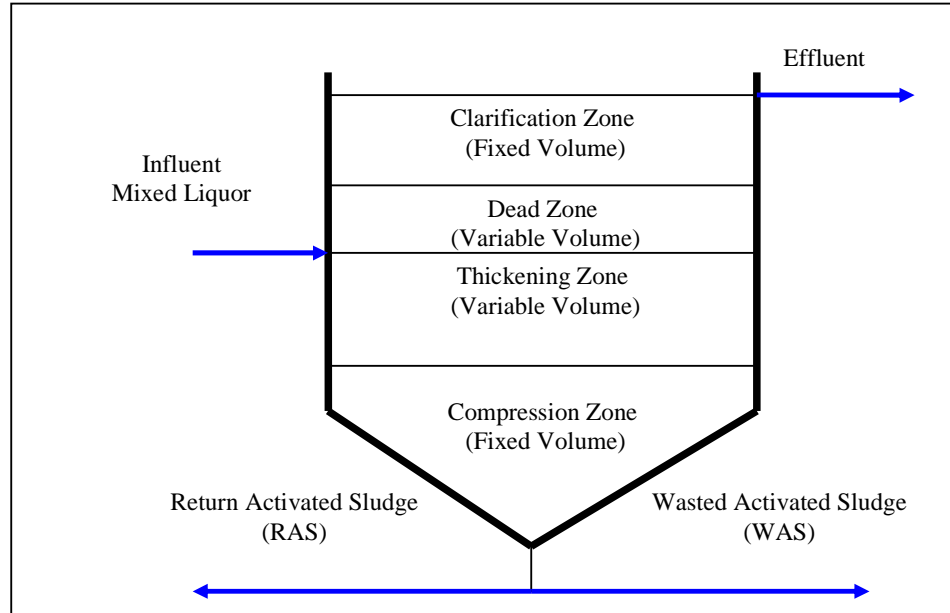 Effluent
Clarification Zone
(Fixed Volume)
Influent
Mixed Liquor
Dead Zone
(Variable Volume)
Thickening Zone
(Variable Volume)
Compression Zone
(Fixed Volume)
Return Activated Sludge
(RAS)
Wasted Activated Sludge
(WAS)